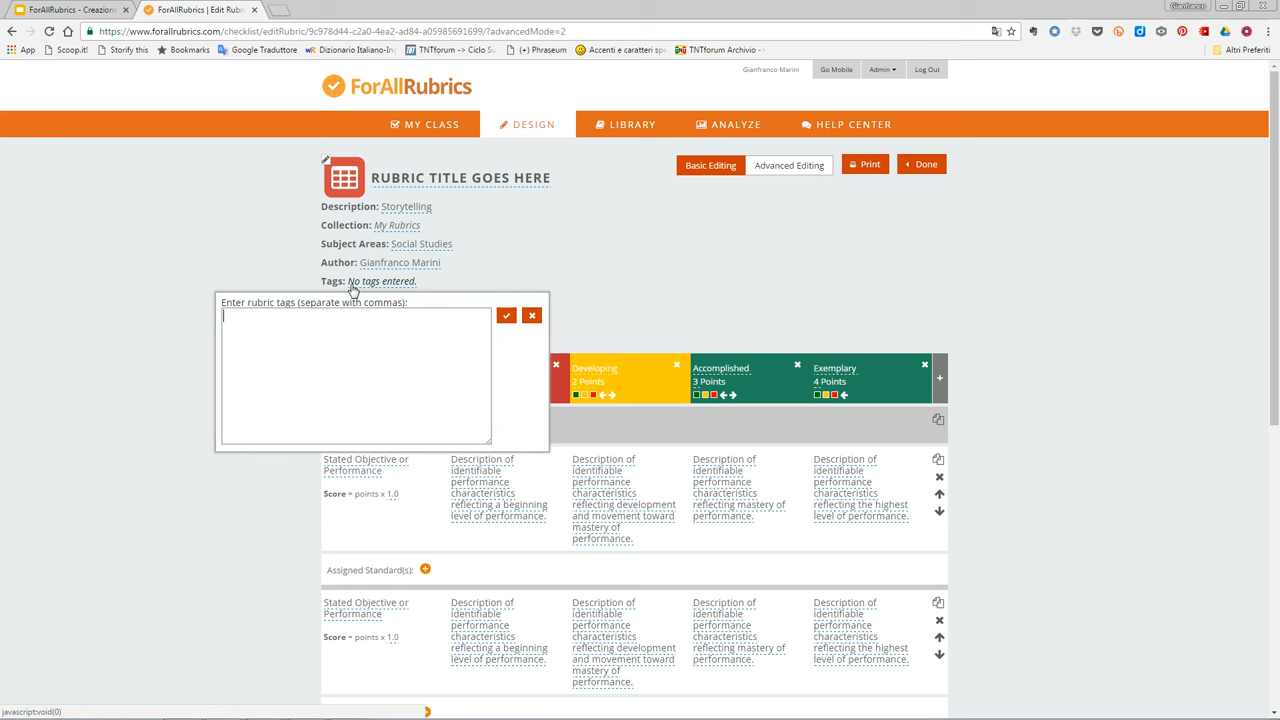 ForAllRubrics - Creazione
ForAllRubrics | Edit Rubri
Gianfranco
https://www.forallrubrics.com/checklist/editRubric/9c978d44-c2a0-4ea2-ad84-a05985691699/?advancedMode=2
App
Scoop.it!
Storify this
Bookmarks
Google Traduttore
Dizionario Italiano-In
TNTforum -> Ciclo Su
(+) Phraseum
Accenti e caratteri spe
TNTforum Archivio ->
Altri Preferiti
Gianfranco Marini
Go Mobile
Admin
Log Out
ForAllRubrics
MY CLASS
DESIGN
LIBRARY
ANALYZE
HELP CENTER
RUBRIC TITLE GOES HERE
Basic Editing
Advanced Editing
Print
Done
Description: Storytelling
Collection: My Rubrics
Subject Areas: Social Studies
Author: Gianfranco Marini
Tags: No tags entered.
Enter rubric tags (separate with commas):
Developing
2 Points
Accomplished
3 Points
Exemplary
4 Points
Stated Objective or
Performance
Score = points x 1.0
Description of
identifiable
performance
characteristics
reflecting a beginning
level of performance.
Description of
identifiable
performance
characteristics
reflecting development
and movement toward
mastery of
performance.
Description of
identifiable
performance
characteristics
reflecting mastery of
performance.
Description of
identifiable
performance
characteristics
reflecting the highest
level of performance.
Assigned Standard(s):
Stated Objective or
Performance
Score = points x 1.0
Description of
identifiable
performance
characteristics
reflecting a beginning
level of performance.
Description of
identifiable
performance
characteristics
reflecting development
and movement toward
mastery of
performance.
Description of
identifiable
performance
characteristics
reflecting mastery of
performance.
Description of
identifiable
performance
characteristics
reflecting the highest
level of performance.
javascript:void(0)